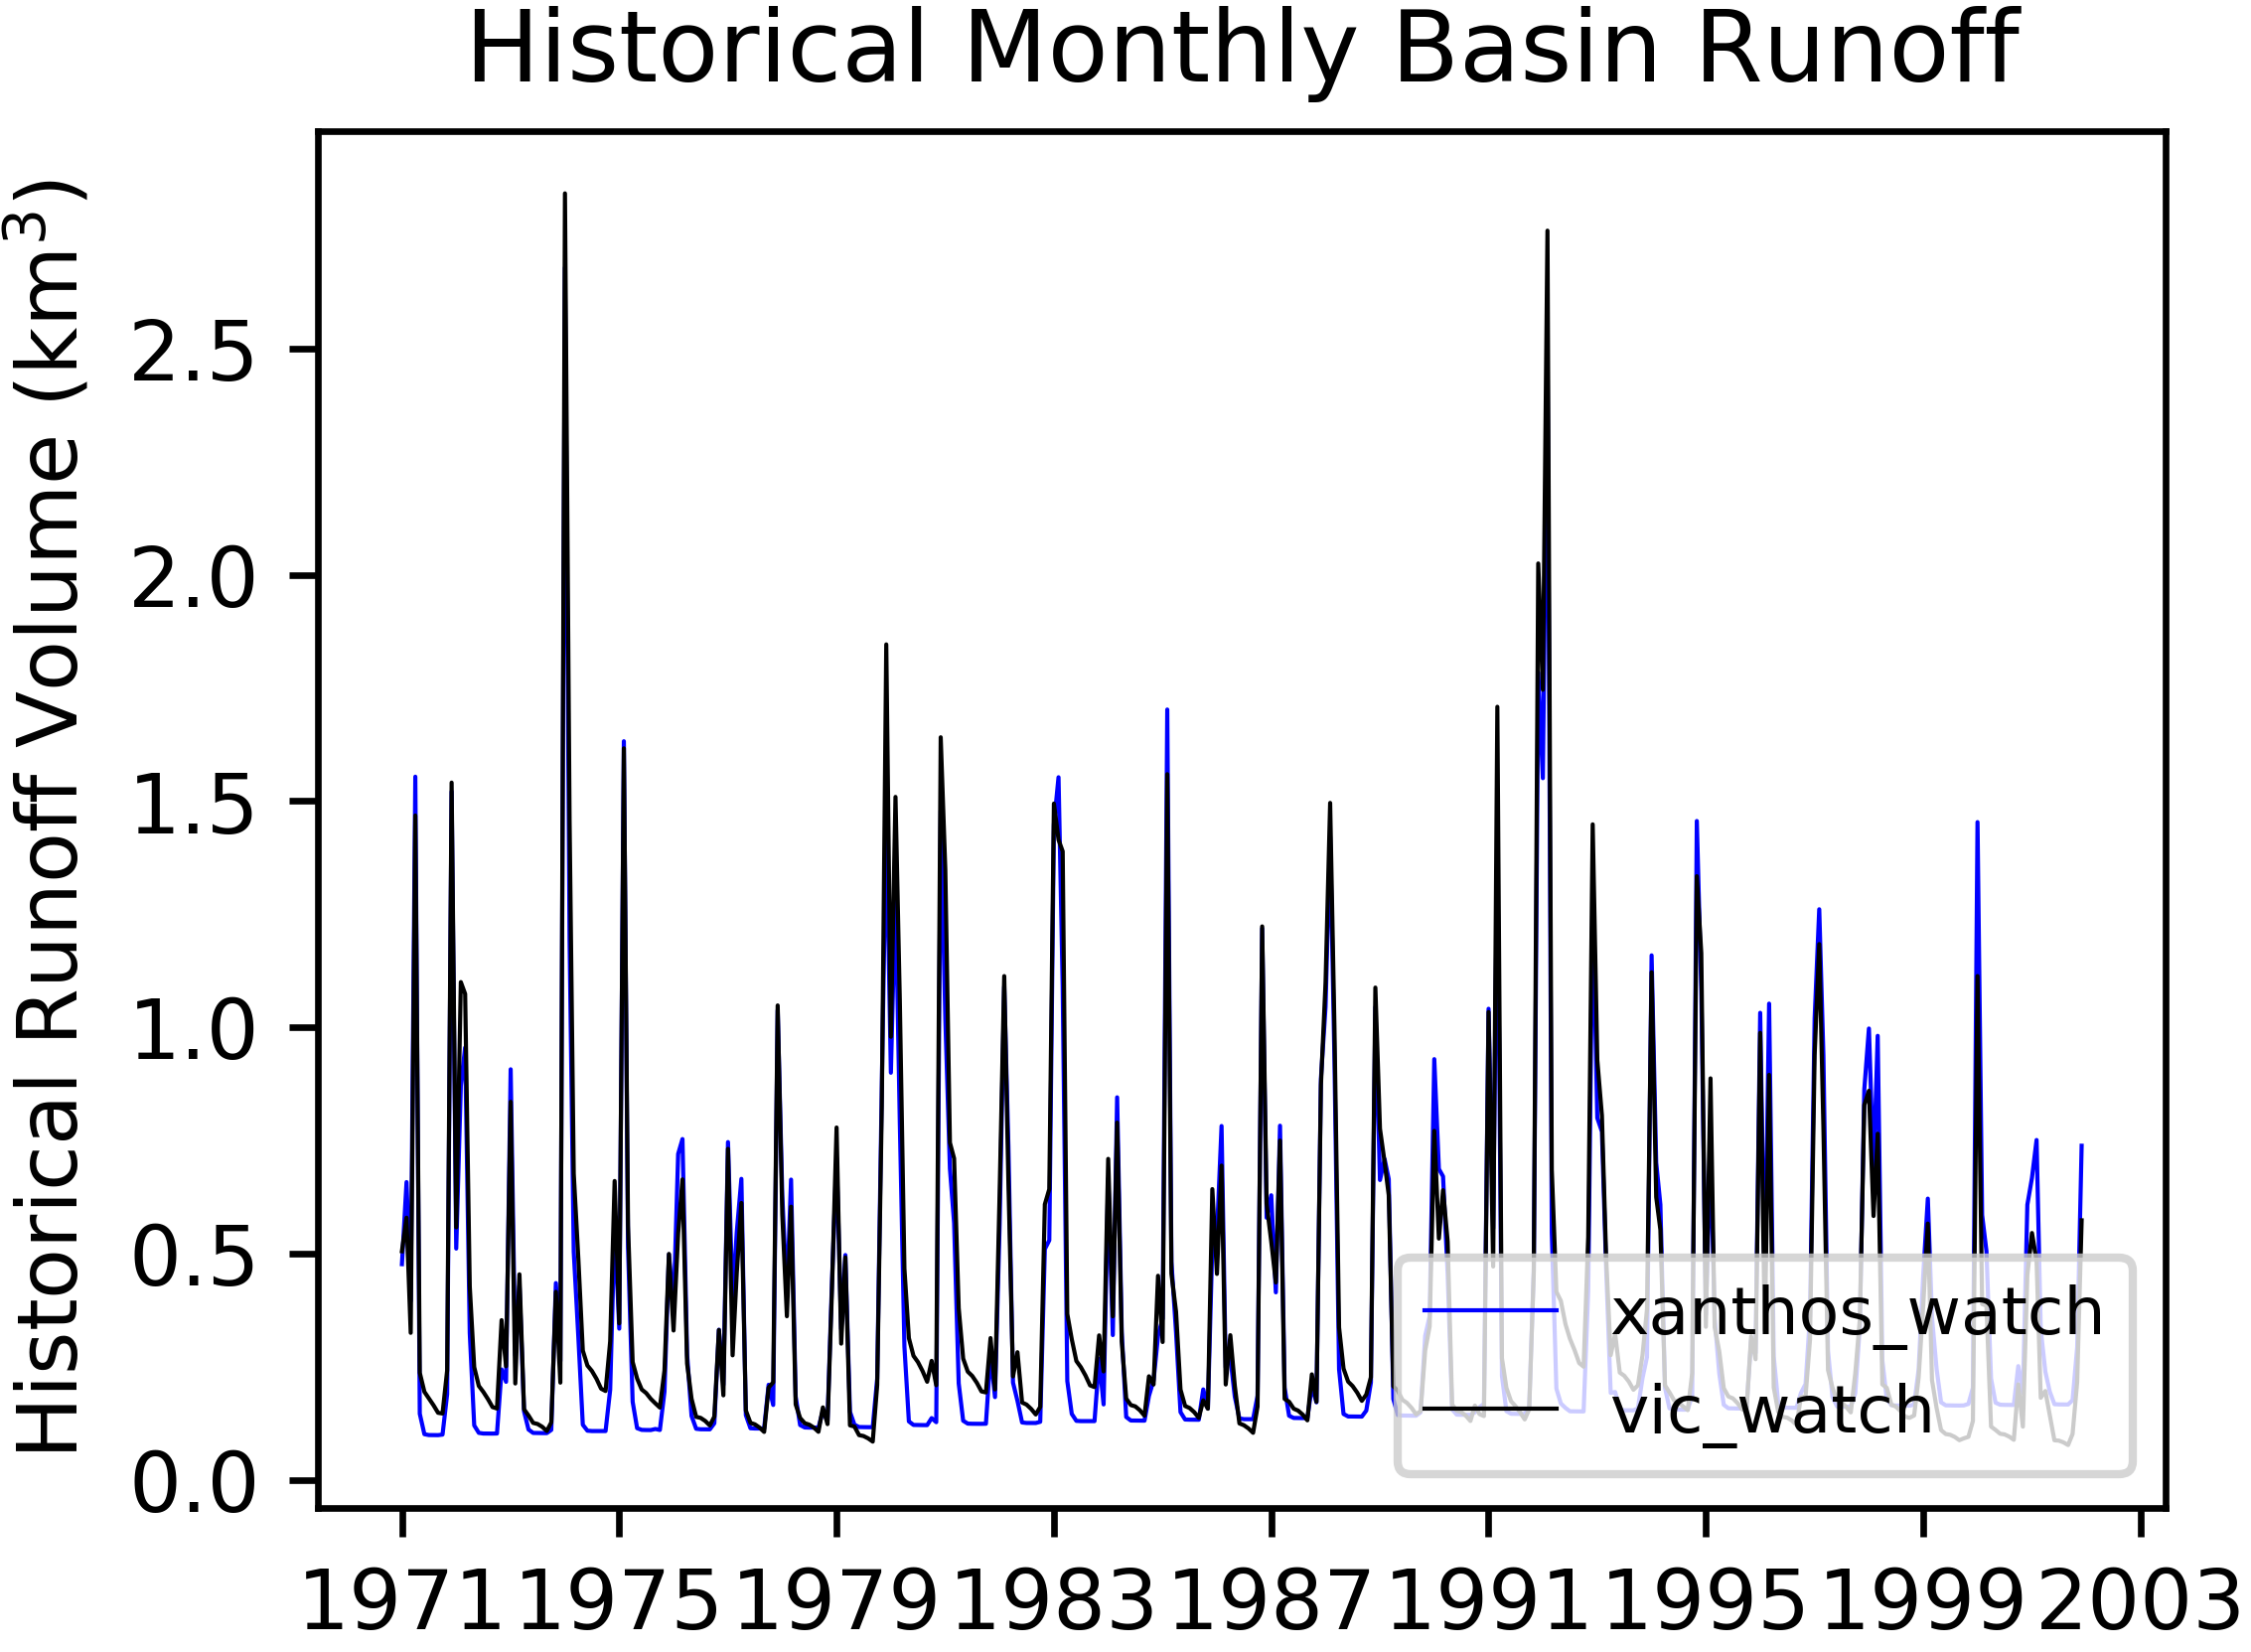 Historical Monthly Basin Runoff
Historical Runoff Volume (km³)
2.5
2.0
1.5
1.0
0.5
0.0
xanthos_watch
vic_watch
1971 1975 1979 1983 1987 1991 1995 1999 2003